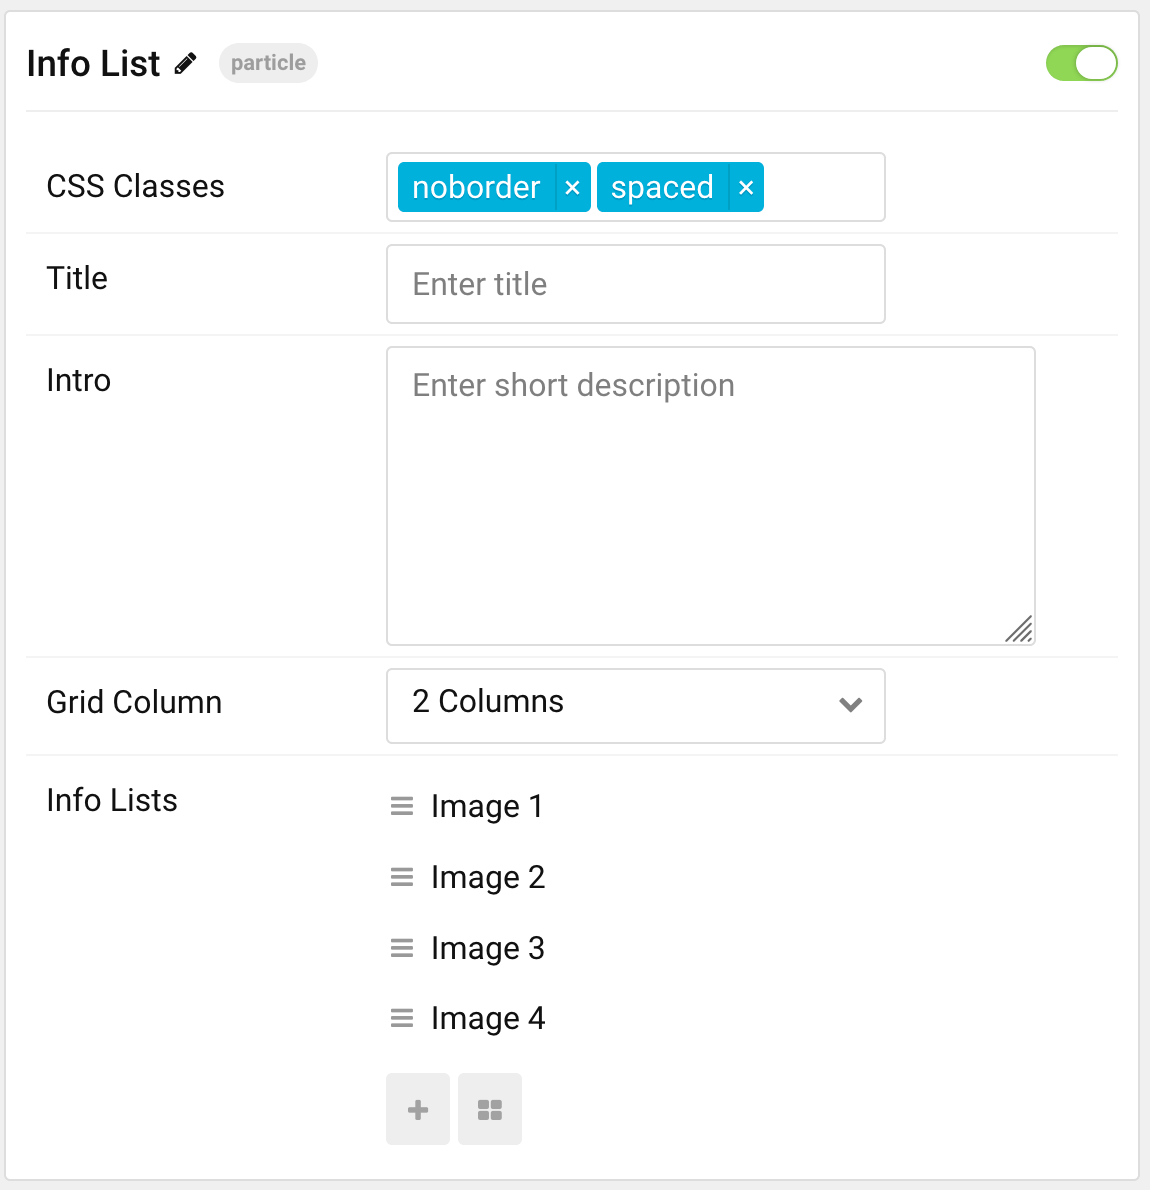 Info List particle
CSS Classes noborder × spaced ×
Title Enter title
Intro Enter short description
Grid Column 2 Columns
Info Lists Image 1
Image 2
Image 3
Image 4